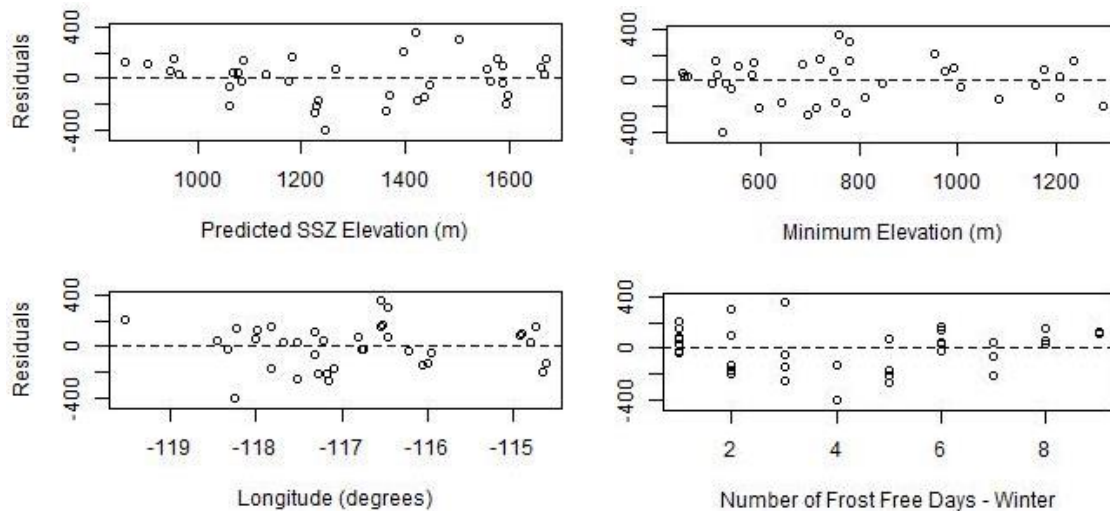 400
0
-400
Residuals
1000 1200 1400 1600
Predicted SSZ Elevation (m)
400
0
-400
600 800 1000 1200
Minimum Elevation (m)
400
0
-400
Residuals
-119 -118 -117 -116 -115
Longitude (degrees)
400
0
-400
2 4 6 8
Number of Frost Free Days - Winter